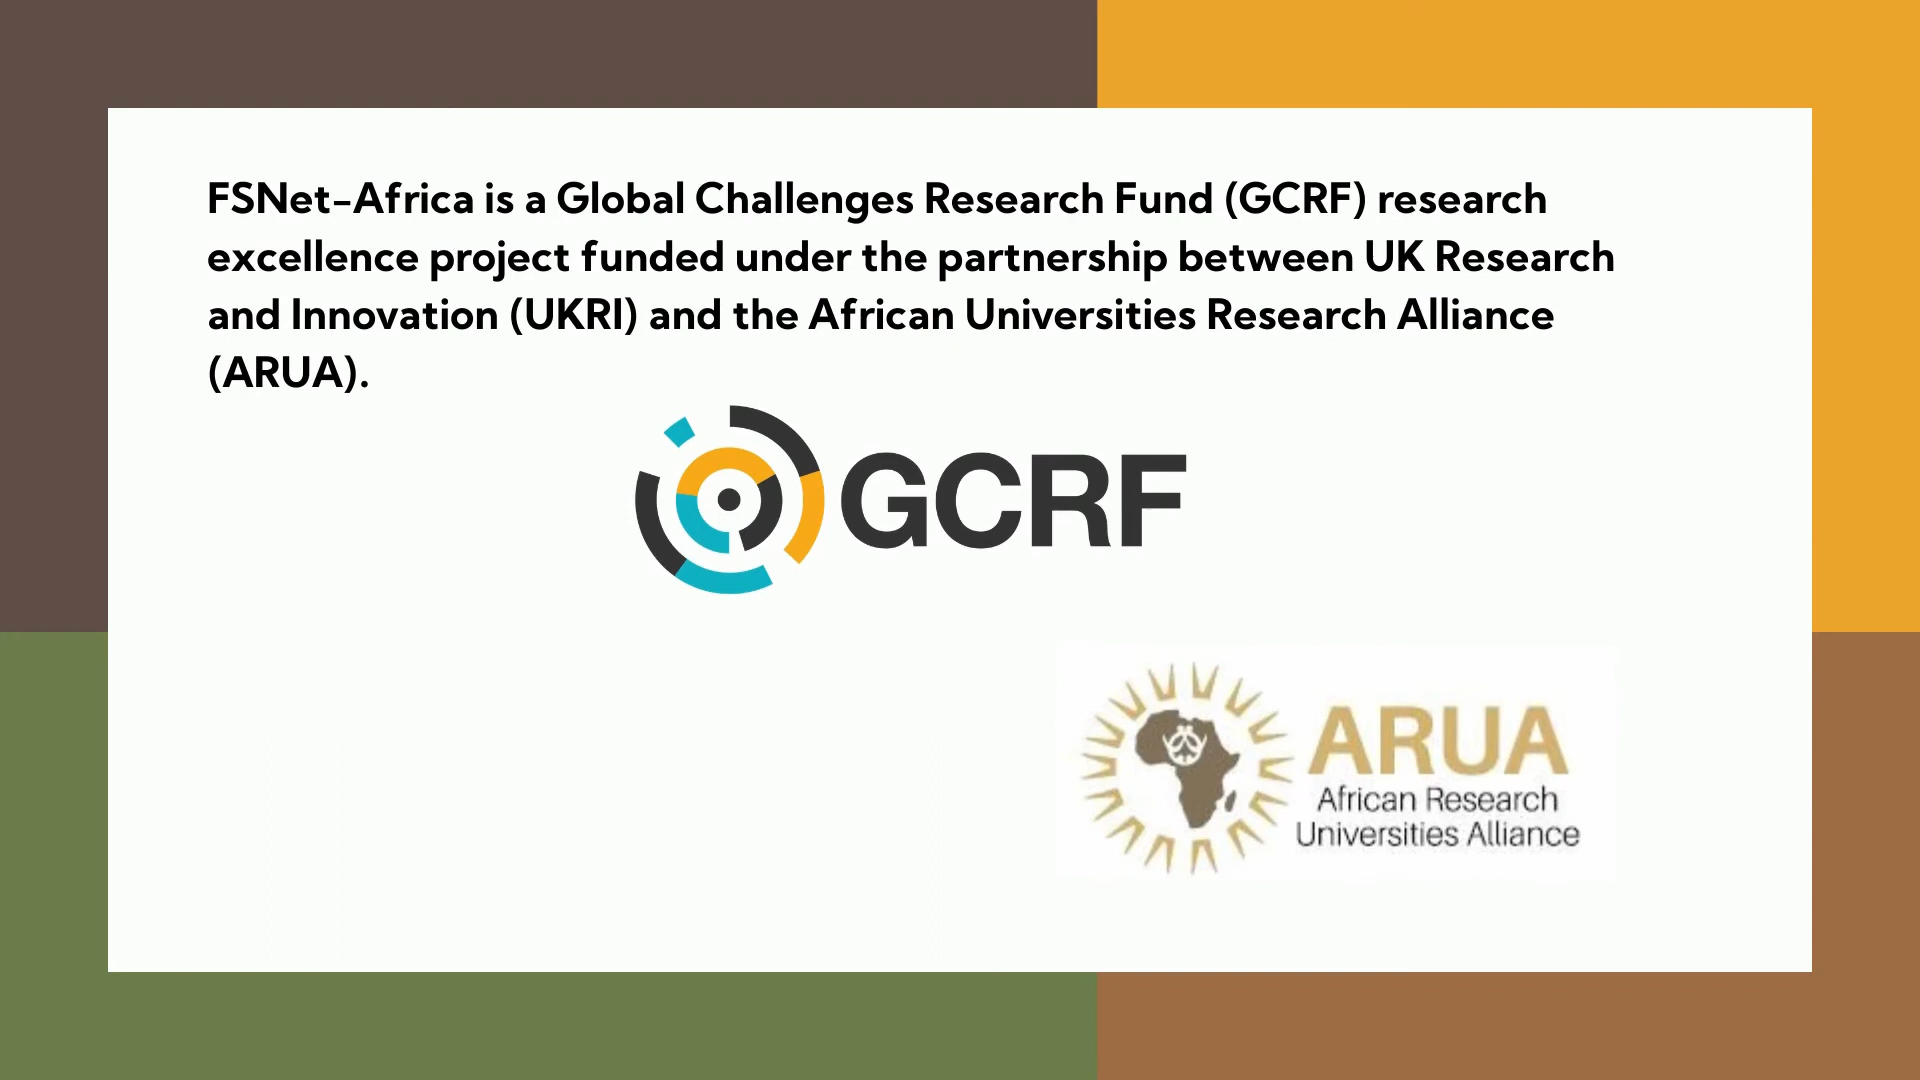 FSNet-Africa is a Global Challenges Research Fund (GCRF) research
excellence project funded under the partnership between UK Research
and Innovation (UKRI) and the African Universities Research Alliance
(ARUA).
GCRF
ARUA
African Research
Universities Alliance